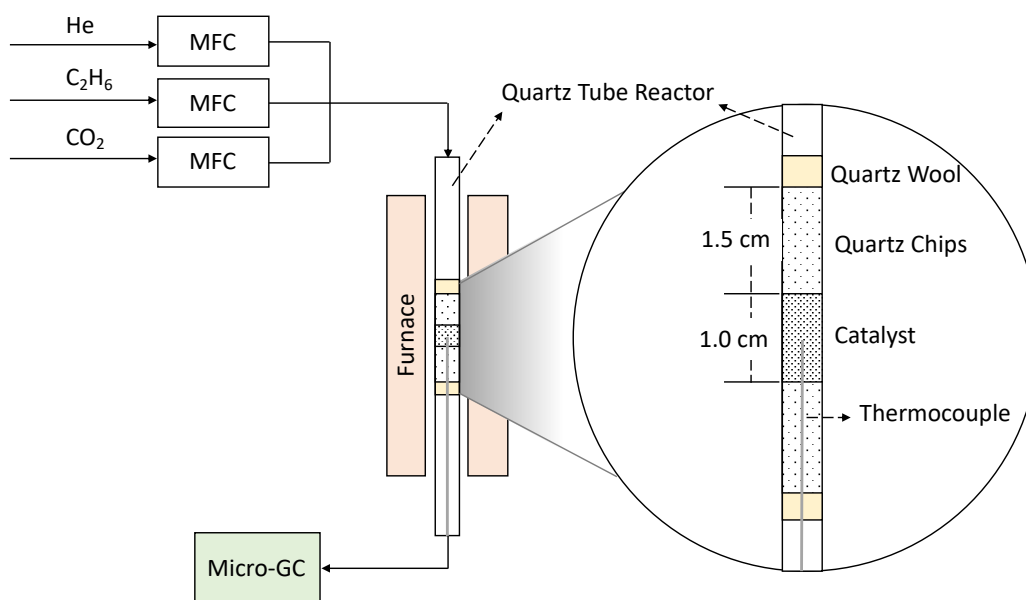 He
MFC
C₂H₆
MFC
CO₂
MFC
Quartz Tube Reactor
Quartz Wool
1.5 cm
Quartz Chips
Furnace
1.0 cm
Catalyst
Thermocouple
Micro-GC